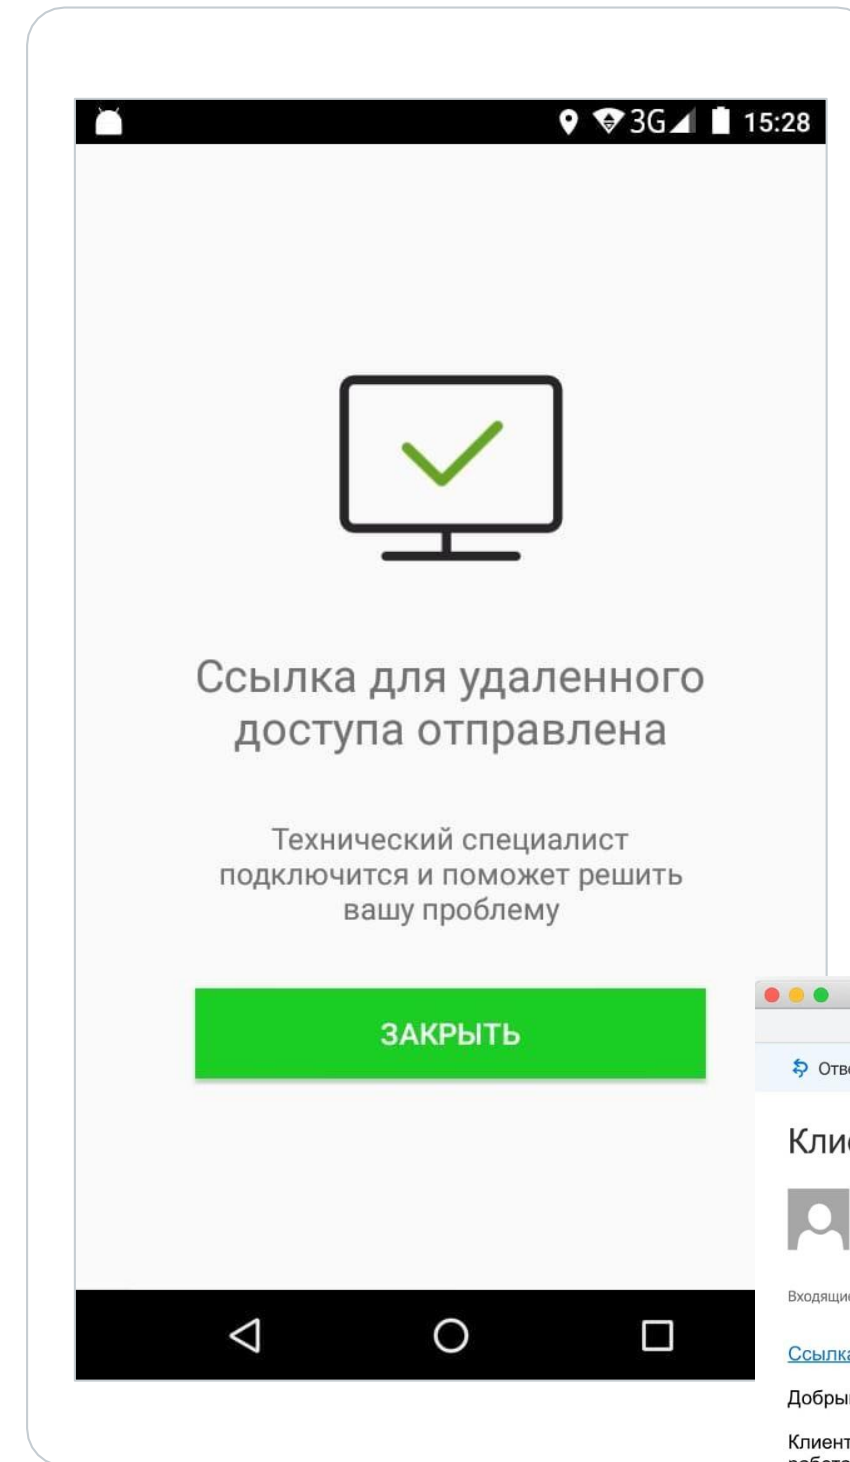 3G 15:28
Ссылка для удаленного
доступа отправлена
Технический специалист
подключится и поможет решить
вашу проблему
ЗАКРЫТЬ